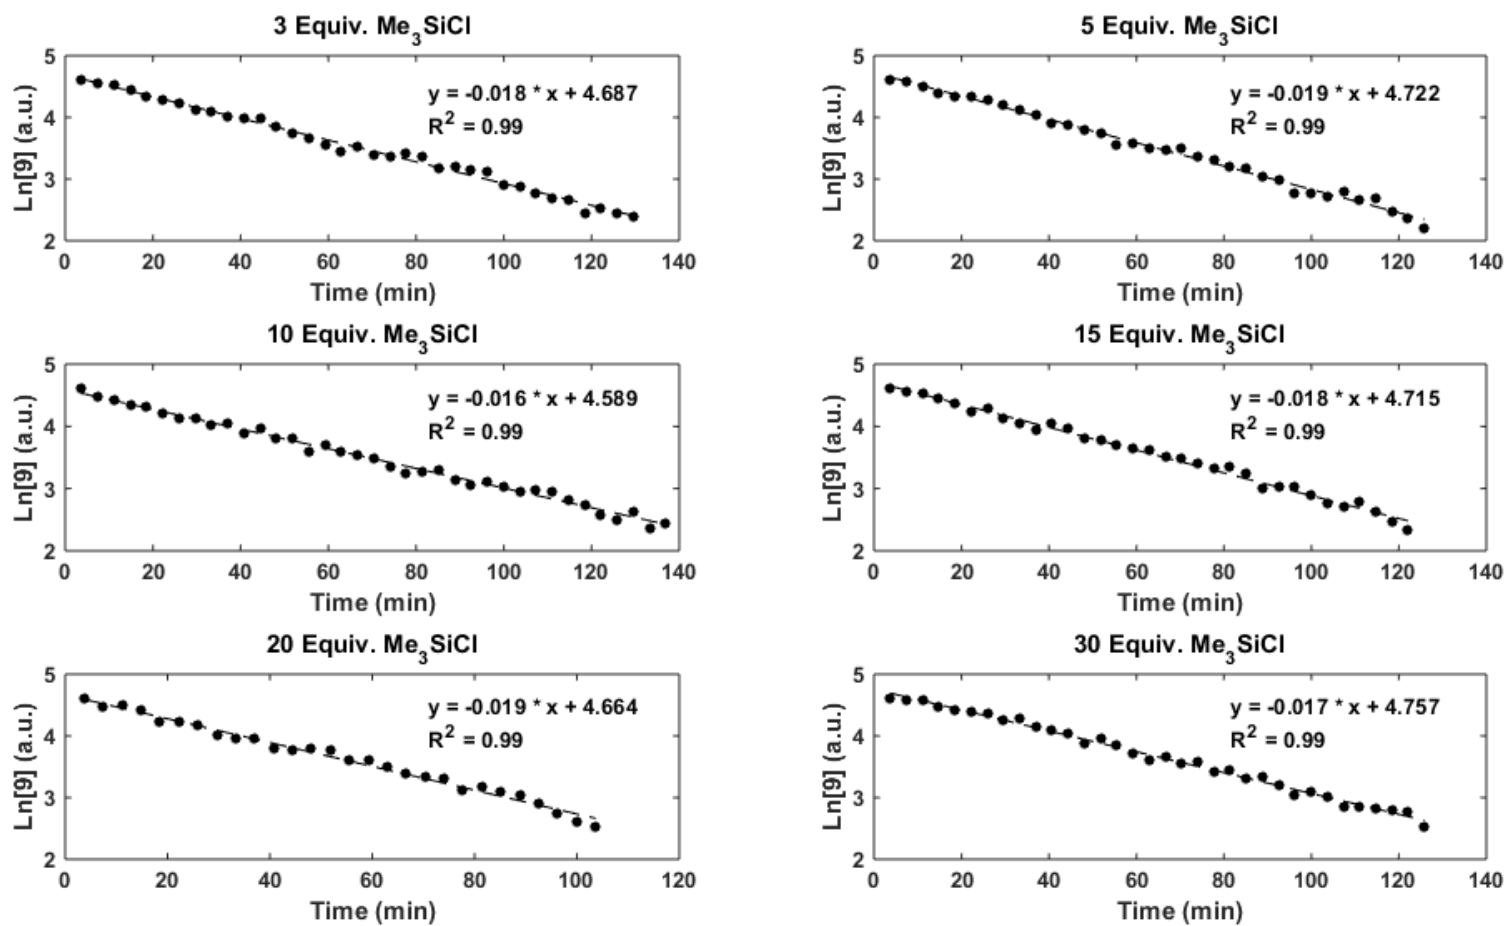 3 Equiv. Me3SiCl
5
4
3
2
Ln[9] (a.u.)
y = -0.018 * x + 4.687
R2 = 0.99
0 20 40 60 80 100 120 140
Time (min)
5 Equiv. Me3SiCl
5
4
3
2
Ln[9] (a.u.)
y = -0.019 * x + 4.722
R2 = 0.99
0 20 40 60 80 100 120 140
Time (min)
10 Equiv. Me3SiCl
5
4
3
2
Ln[9] (a.u.)
y = -0.016 * x + 4.589
R2 = 0.99
0 20 40 60 80 100 120 140
Time (min)
15 Equiv. Me3SiCl
5
4
3
2
Ln[9] (a.u.)
y = -0.018 * x + 4.715
R2 = 0.99
0 20 40 60 80 100 120 140
Time (min)
20 Equiv. Me3SiCl
5
4
3
2
Ln[9] (a.u.)
y = -0.019 * x + 4.664
R2 = 0.99
0 20 40 60 80 100 120
Time (min)
30 Equiv. Me3SiCl
5
4
3
2
Ln[9] (a.u.)
y = -0.017 * x + 4.757
R2 = 0.99
0 20 40 60 80 100 120 140
Time (min)